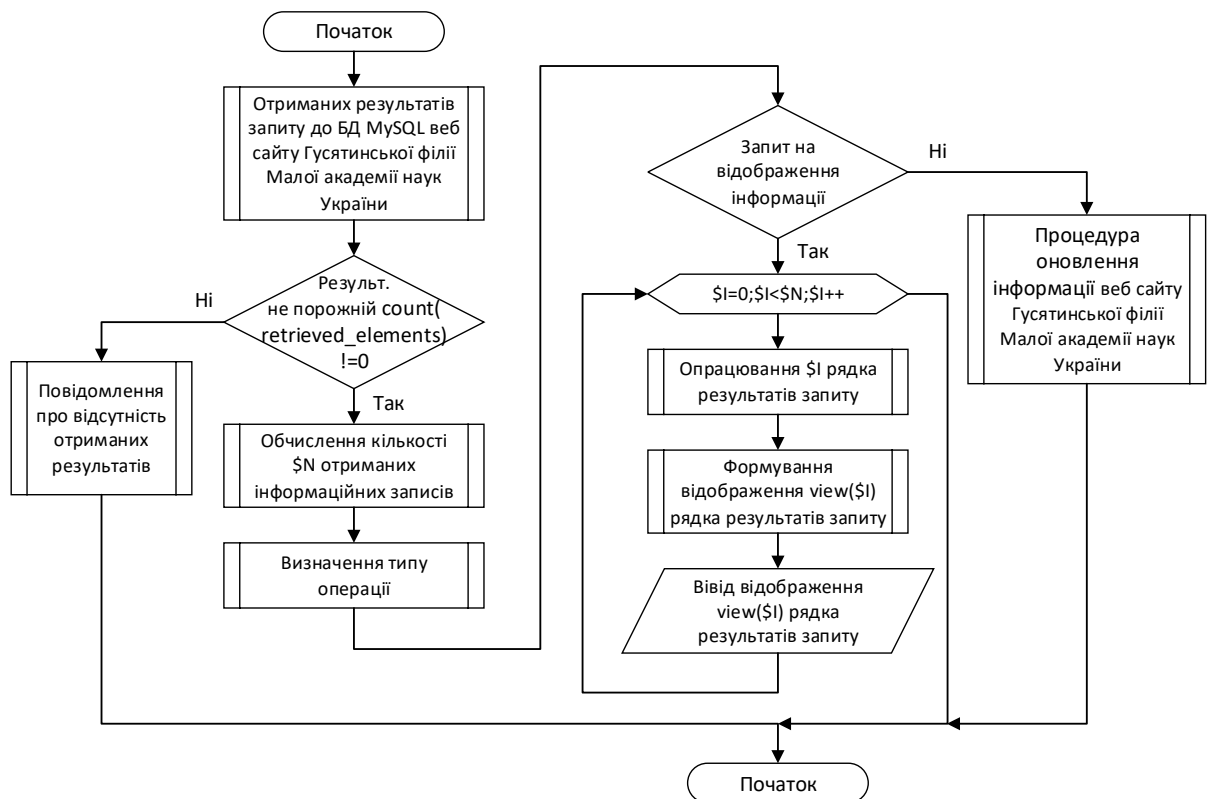 Початок
Отриманих результатів
запиту до БД MySQL веб
сайту Гусятинської філії
Малої академії наук
України
Результ.
не порожній count(
retrieved_elements)
!=0
Ні
Так
Повідомлення
про відсутність
отриманих
результатів
Обчислення кількості
$N отриманих
інформаційних записів
Визначення типу
операції
Запит на
відображення
інформації
Ні
Так
Процедура
оновлення
інформації веб сайту
Гусятинської філії
Малої академії наук
України
$I=0;$I<$N;$I++
Опрацювання $I рядка
результатів запиту
Формування
відображення view($I)
рядка результатів запиту
Вівід відображення
view($I) рядка
результатів запиту
Початок